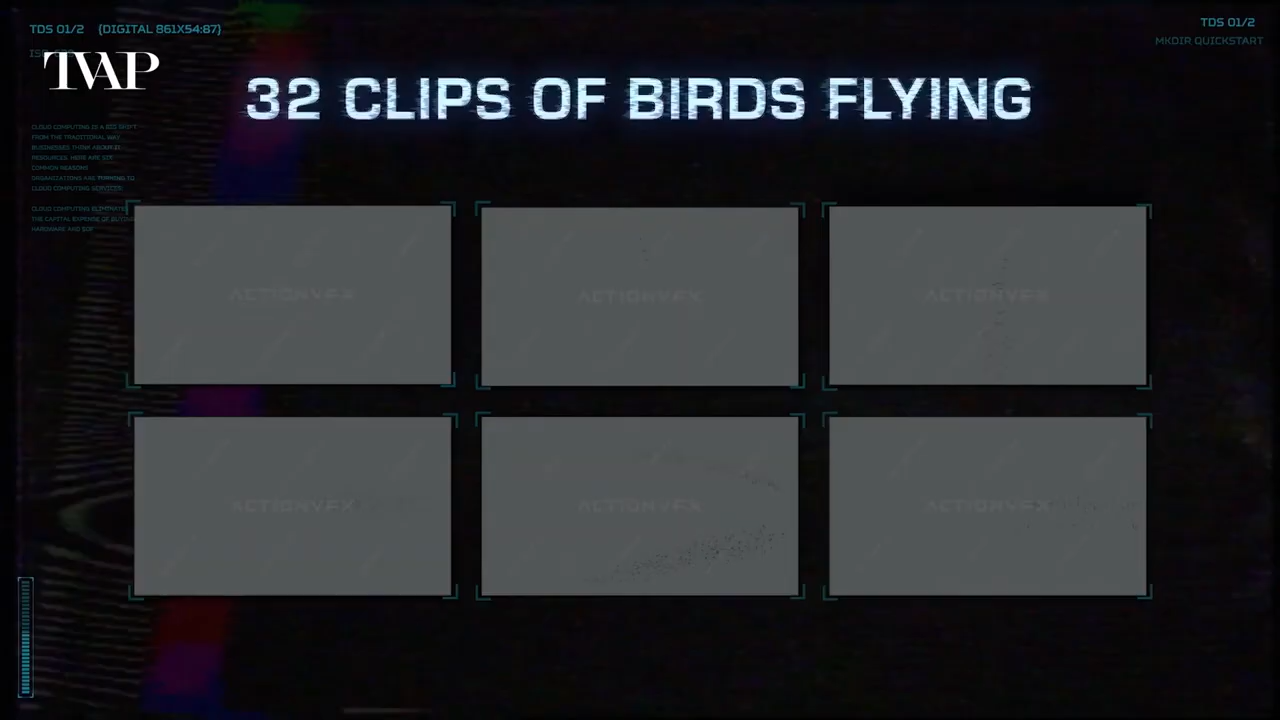 TDS 01/2 (DIGITAL 861X54:87)
TDS 01/2
MKDIR QUICKSTART
TVAP
32 CLIPS OF BIRDS FLYING
CLOUD COMPUTING IS A BIG SHIFT
FROM THE TRADITIONAL WAY
BUSINESSES THINK ABOUT IT
RESOURCES. HERE ARE SIX
COMMON REASONS
ORGANIZATIONS ARE TURNING TO
CLOUD COMPUTING SERVICES:
CLOUD COMPUTING ELIMINATES
THE CAPITAL EXPENSE OF BUYING
HARDWARE AND
ACTIONVFX
ACTIONVFX
ACTIONVFX
ACTIONVFX
ACTIONVFX
ACTIONVFX